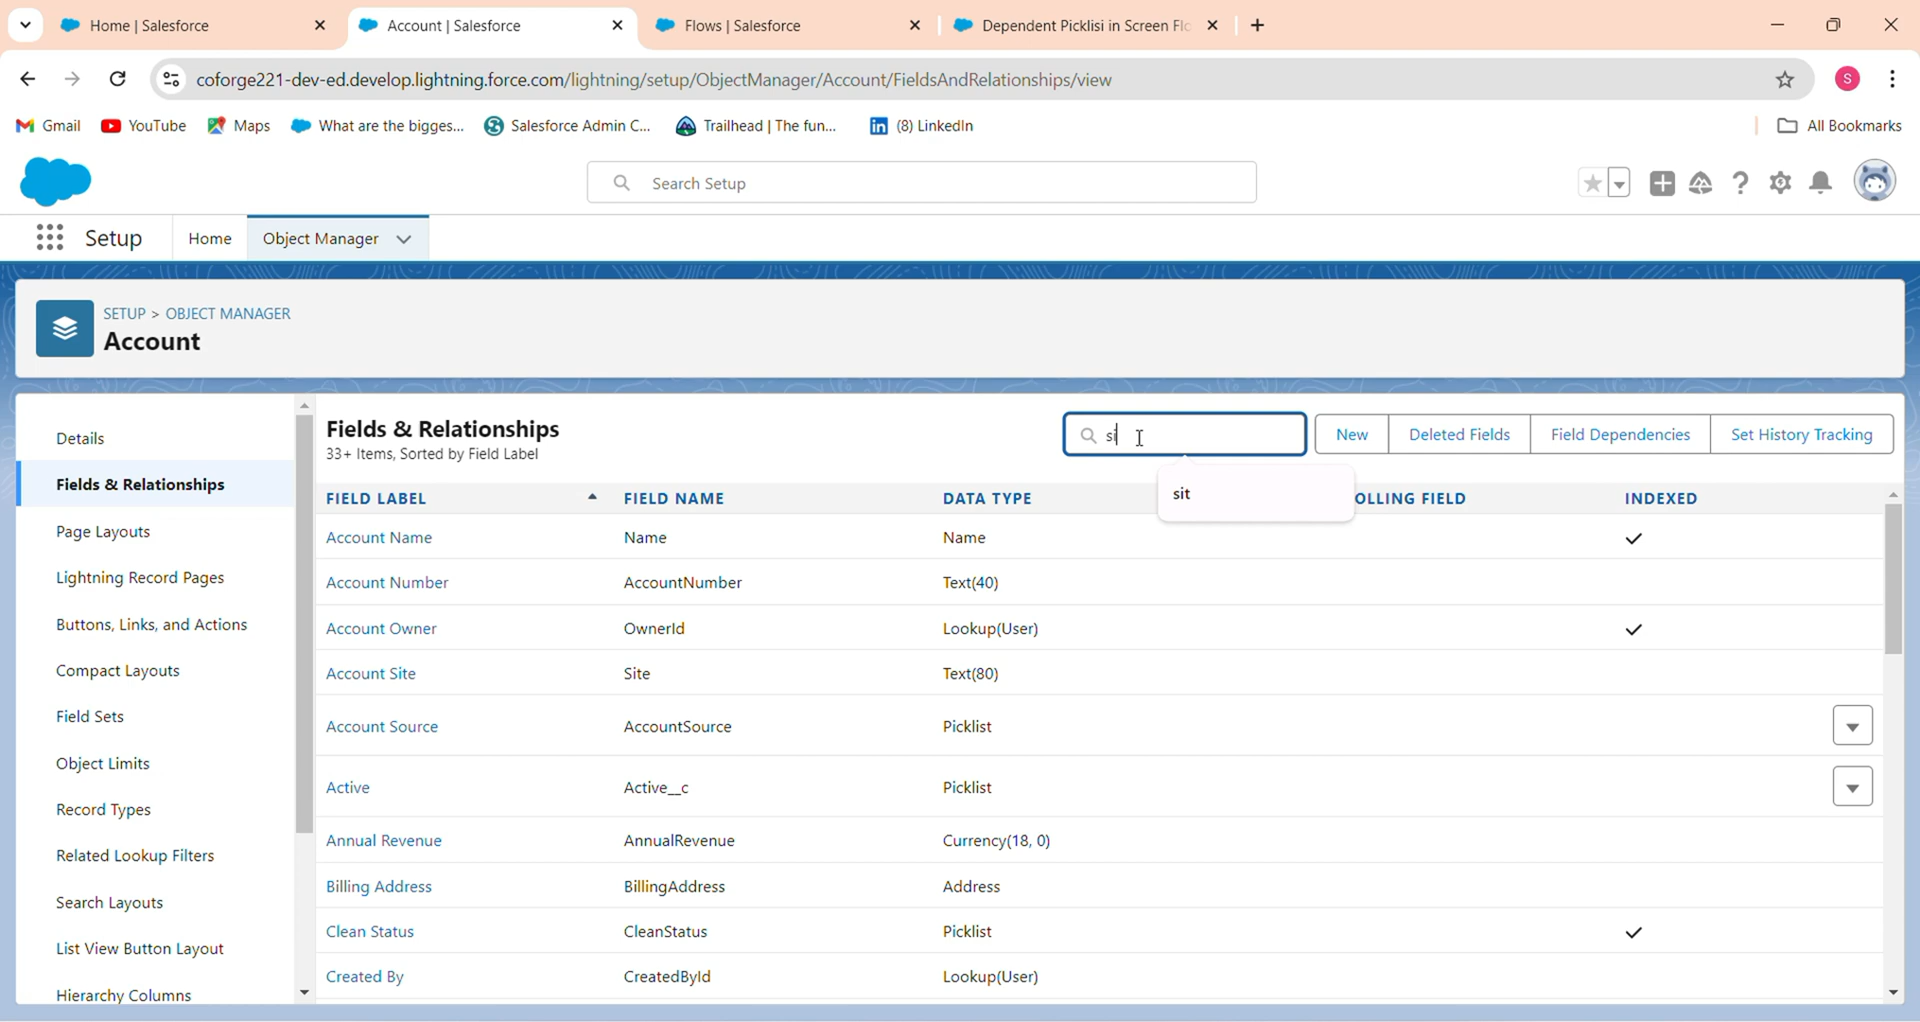 Home | Salesforce
Account | Salesforce
Flows | Salesforce
Dependent Picklisi in Screen Flo
coforge221-dev-ed.develop.lightning.force.com/lightning/setup/ObjectManager/Account/FieldsAndRelationships/view
S
Gmail
YouTube
Maps
What are the bigges...
Salesforce Admin C...
Trailhead | The fun...
(8) LinkedIn
All Bookmarks
Search Setup
Setup
Home
Object Manager
SETUP > OBJECT MANAGER
Account
Details
Fields & Relationships
Page Layouts
Lightning Record Pages
Buttons, Links, and Actions
Compact Layouts
Field Sets
Object Limits
Record Types
Related Lookup Filters
Search Layouts
List View Button Layout
Hierarchy Columns
Fields & Relationships
33+ Items, Sorted by Field Label
si
sit
New
Deleted Fields
Field Dependencies
Set History Tracking
FIELD LABEL FIELD NAME DATA TYPE OLLING FIELD INDEXED
Account Name Name Name
Account Number AccountNumber Text(40)
Account Owner OwnerId Lookup(User)
Account Site Site Text(80)
Account Source AccountSource Picklist
Active Active__c Picklist
Annual Revenue AnnualRevenue Currency(18, 0)
Billing Address BillingAddress Address
Clean Status CleanStatus Picklist
Created By CreatedById Lookup(User)